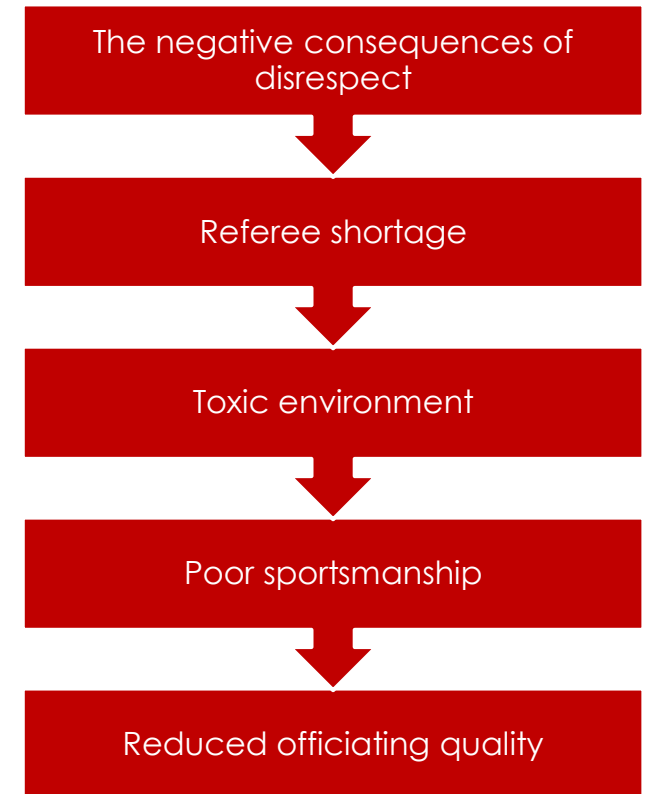 The negative consequences of
disrespect
Referee shortage
Toxic environment
Poor sportsmanship
Reduced officiating quality